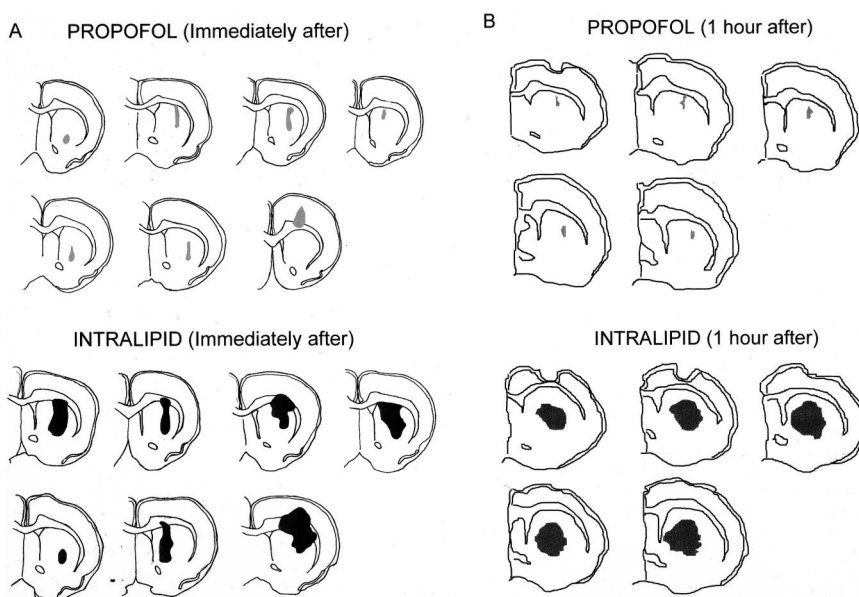 A
PROPOFOL (Immediately after)
INTRALIPID (Immediately after)
B
PROPOFOL (1 hour after)
INTRALIPID (1 hour after)